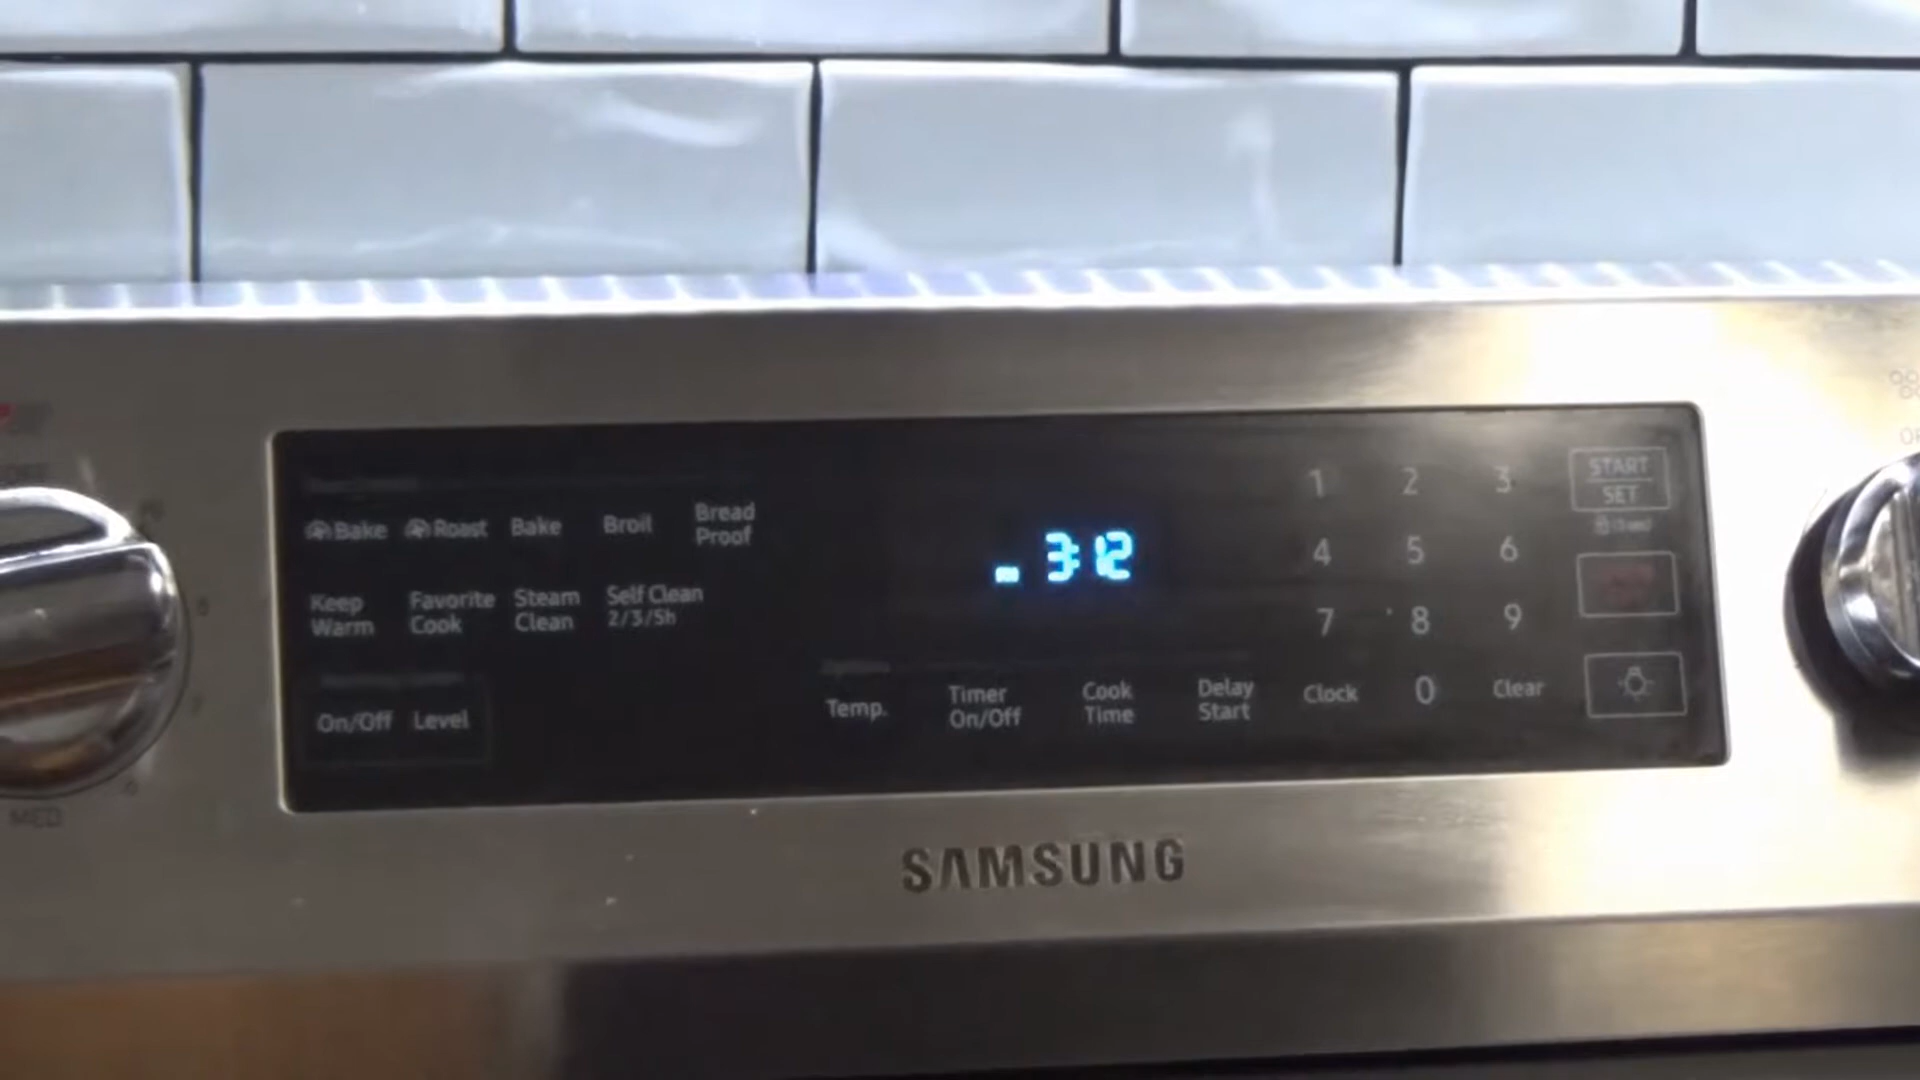 Bake Roast Bake Broil Bread Proof
Keep Warm Favorite Cook Steam Clean Self Clean 2/3/5h
On/Off Level
3:12
Temp. Timer On/Off Cook Time Delay Start Clock 0 Clear
1 2 3
4 5 6
7 8 9
START
SET
SAMSUNG
MED